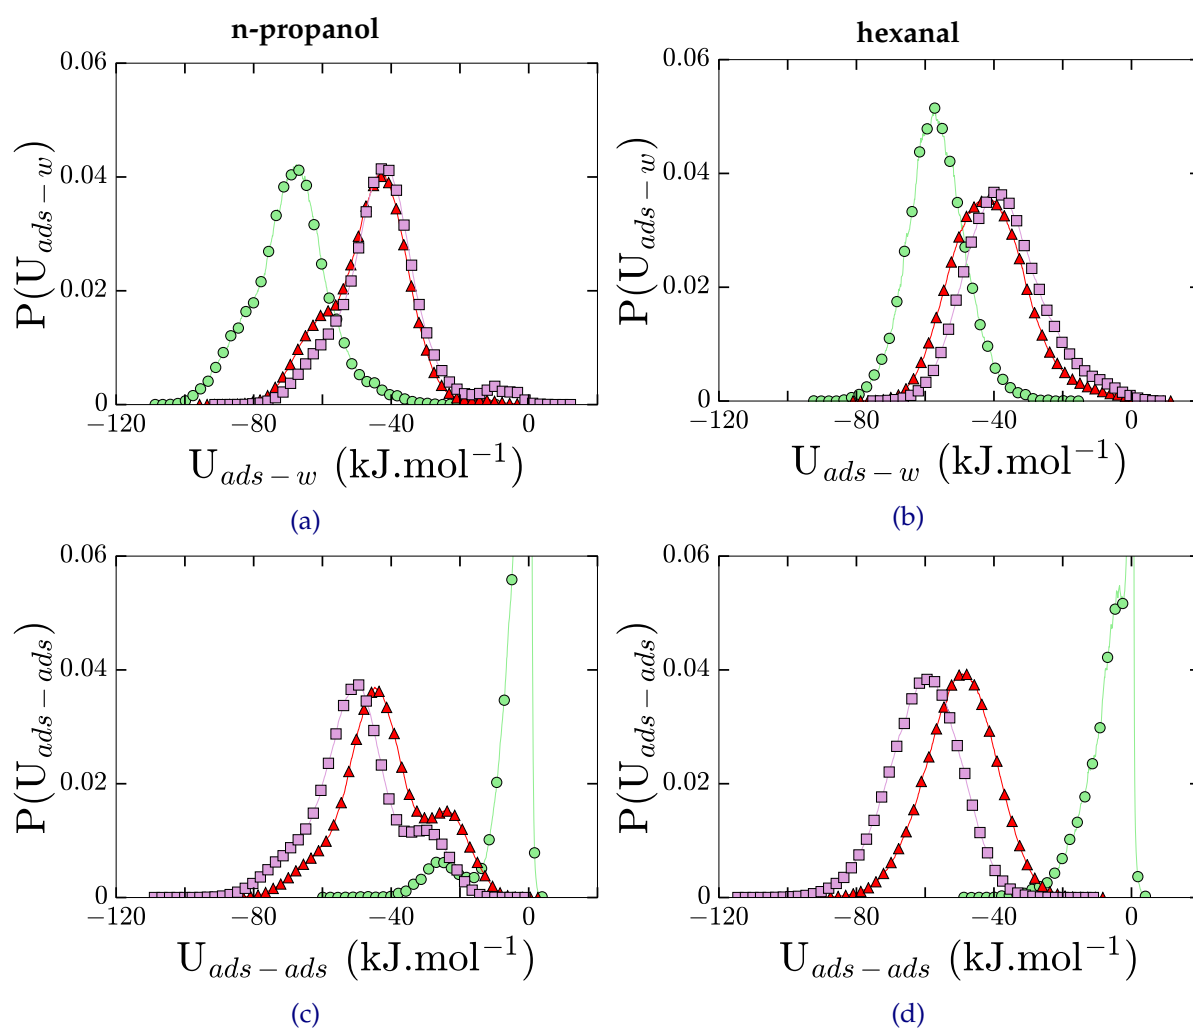 n-propanol
hexanal
0.06
0.04
0.02
0
−120
−80
−40
0
P(U_{ads−w})
U_{ads−w} (kJ.mol^{−1})
(a)
0.06
0.04
0.02
0
−120
−80
−40
0
P(U_{ads−w})
U_{ads−w} (kJ.mol^{−1})
(b)
0.06
0.04
0.02
0
−120
−80
−40
0
P(U_{ads−ads})
U_{ads−ads} (kJ.mol^{−1})
(c)
0.06
0.04
0.02
0
−120
−80
−40
0
P(U_{ads−ads})
U_{ads−ads} (kJ.mol^{−1})
(d)